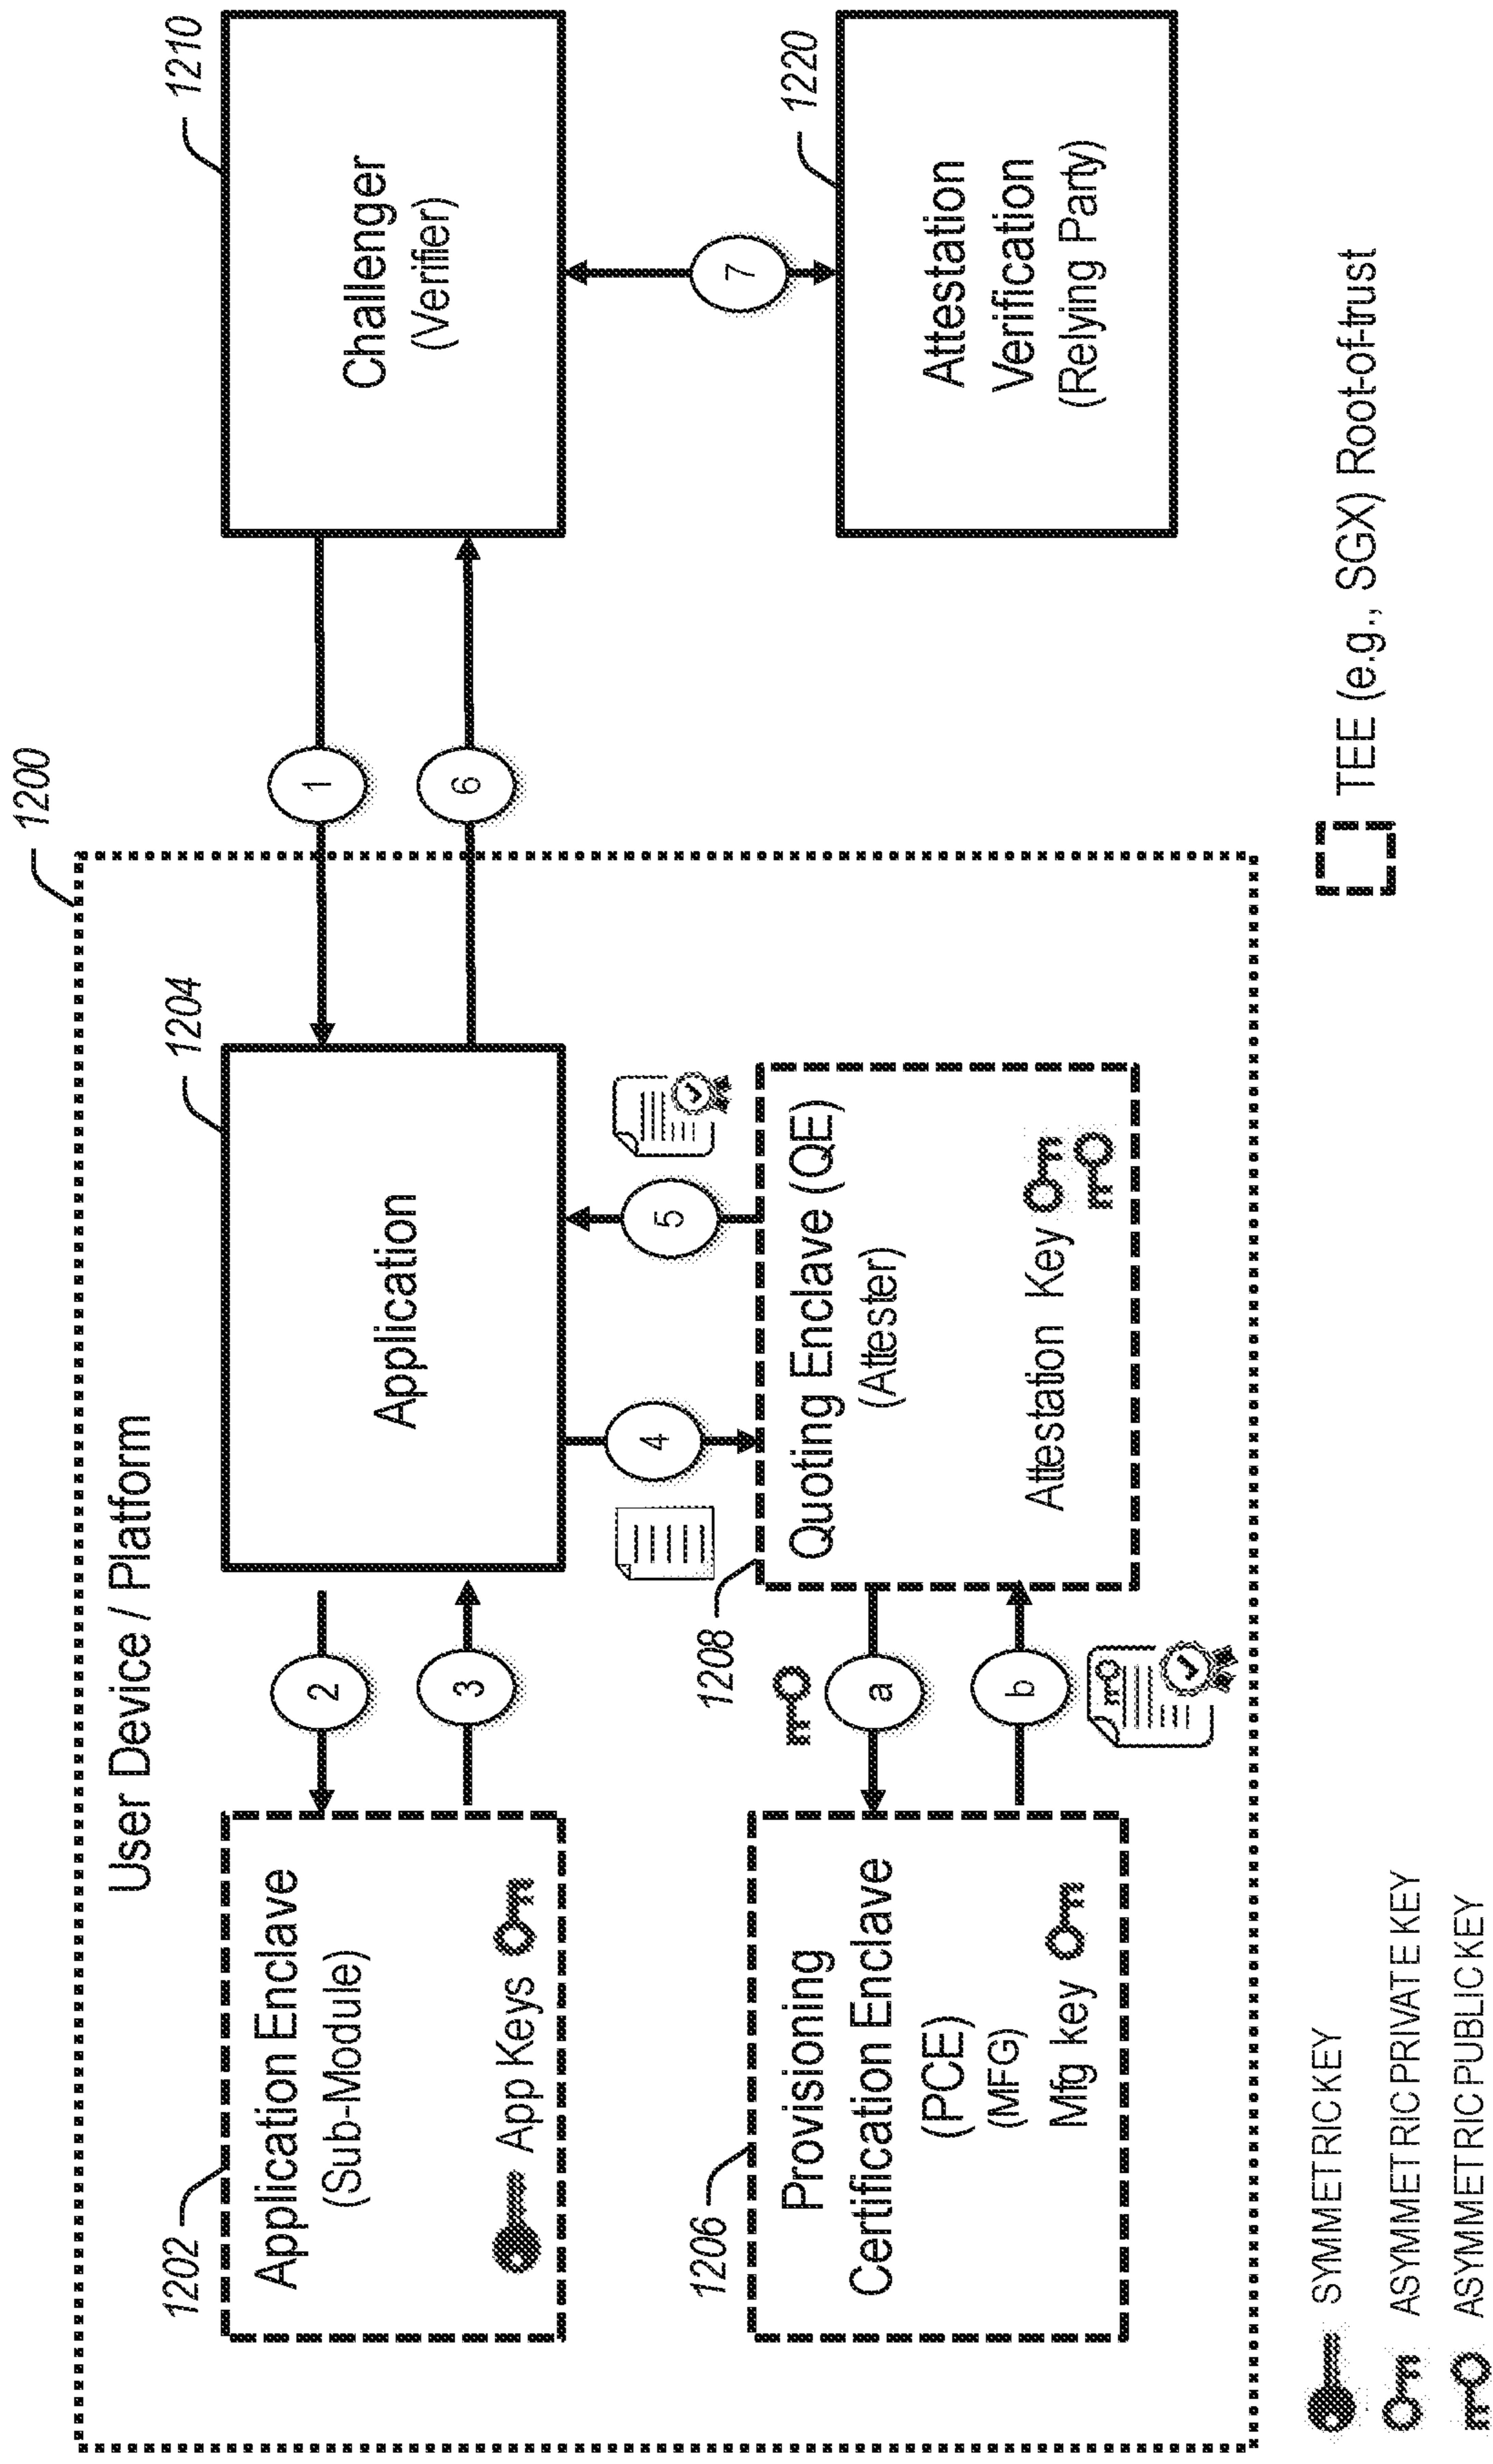 1200
User Device / Platform
1202
Application Enclave
(Sub-Module)
App Keys
2
3
1204
Application
1
6
1210
Challenger
(Verifier)
4
5
7
1206
Provisioning
Certification Enclave
(PCE)
(MFG)
Mfg key
a
b
1208
Quoting Enclave (QE)
(Attester)
Attestation Key
1220
Attestation
Verification
(Relying Party)
SYMMETRIC KEY
ASYMMETRIC PRIVATE KEY
ASYMMETRIC PUBLIC KEY
TEE (e.g., SGX) Root-of-trust